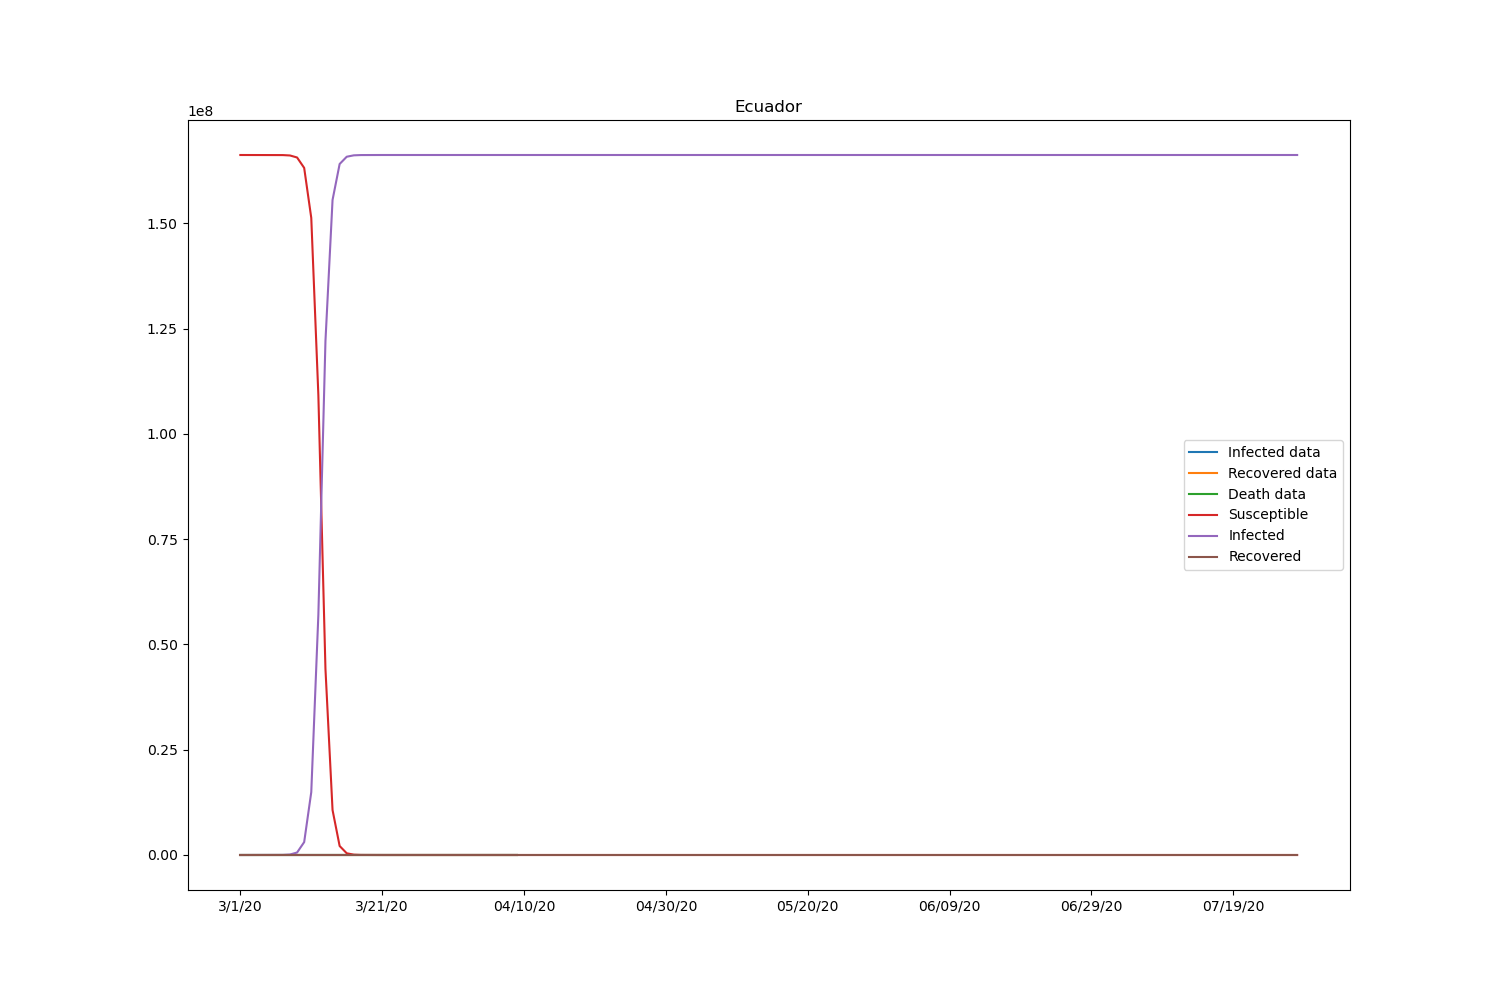 Ecuador
1e8
1.50
1.25
1.00
0.75
0.50
0.25
0.00
3/1/20
3/21/20
04/10/20
04/30/20
05/20/20
06/09/20
06/29/20
07/19/20
Infected data
Recovered data
Death data
Susceptible
Infected
Recovered